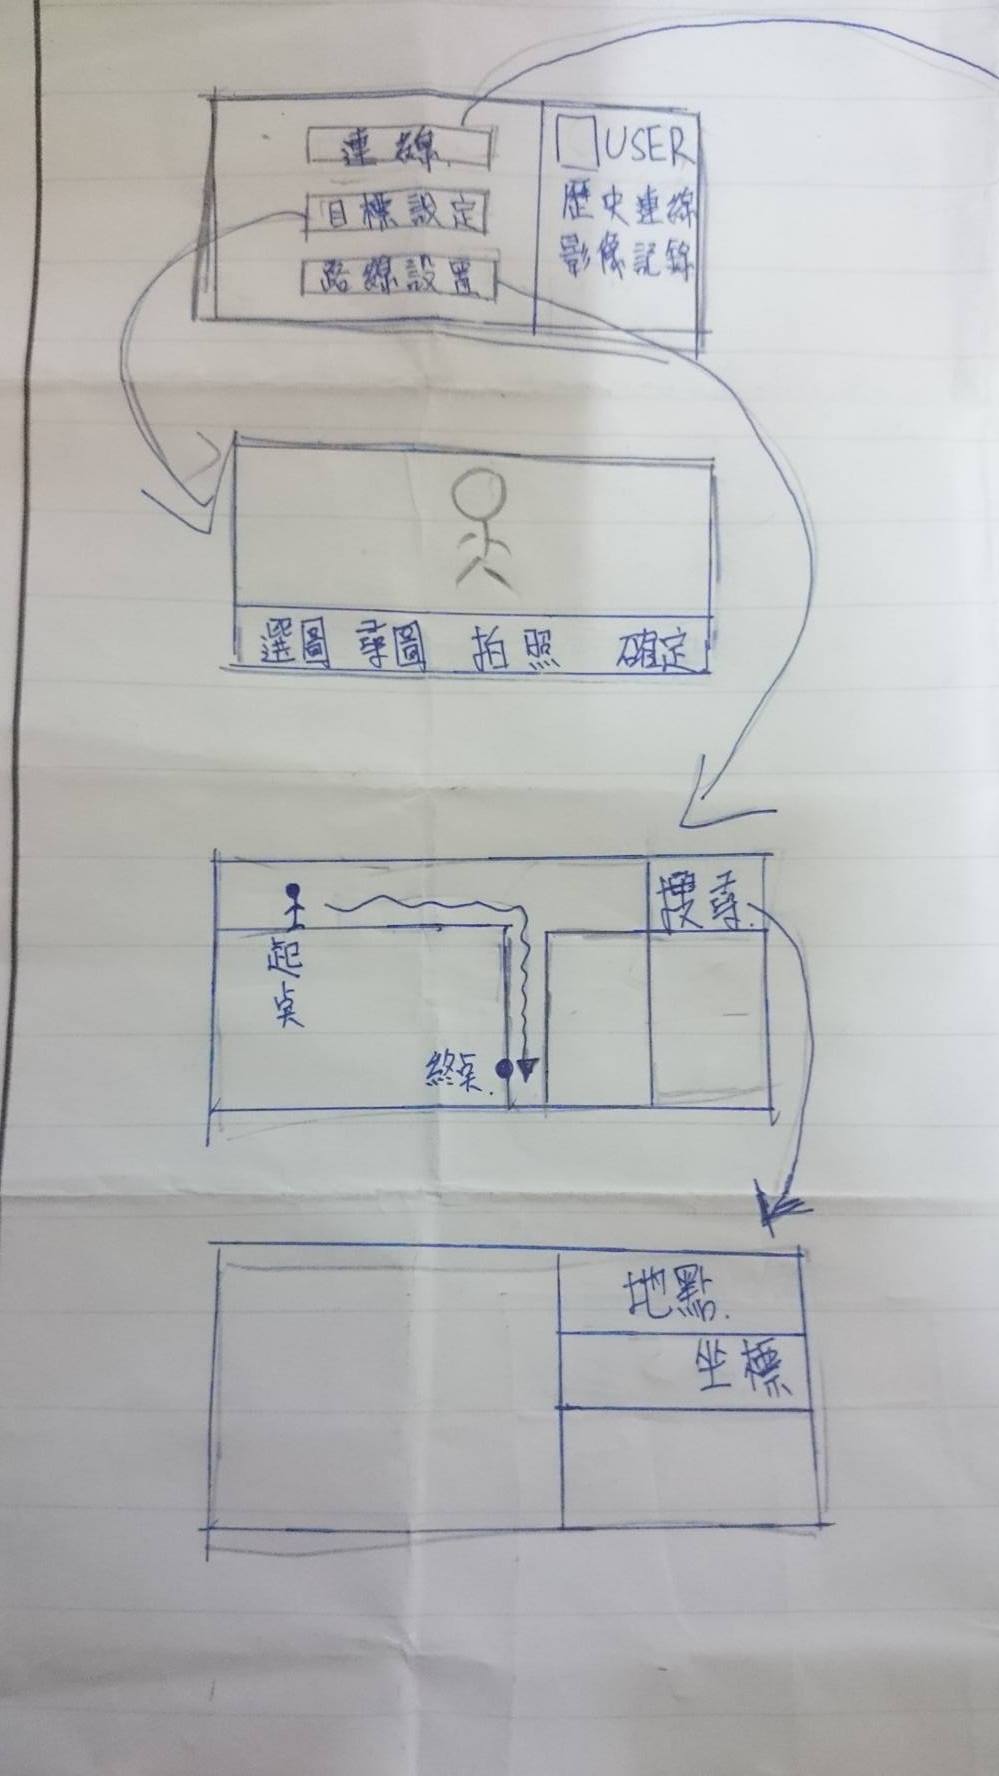 連線
目標設定
路線設置
USER
歷史連線
影像記錄
選圖 尋圖 拍照 確定
搜尋
起点
終点
地點
坐標